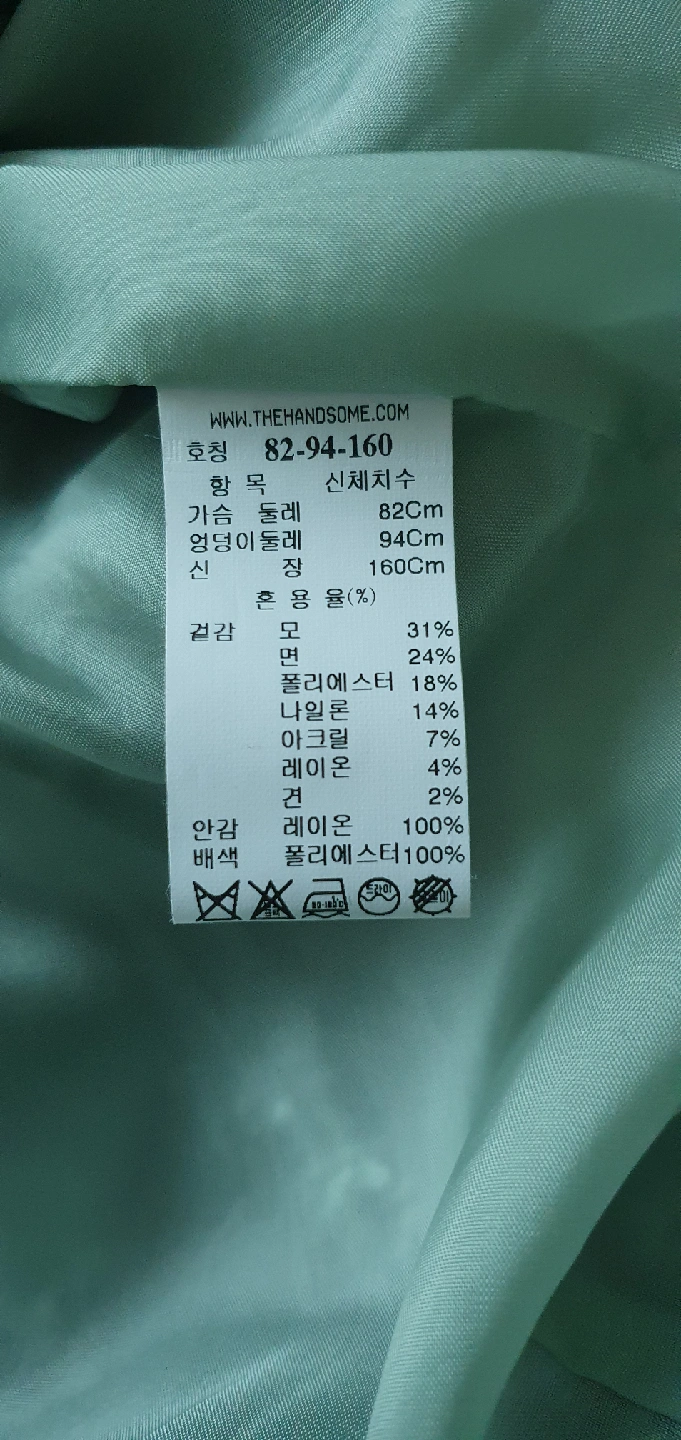 WWW.THEHANDSOME.COM
호칭 82-94-160
항 목 신체치수
가슴 둘레 82Cm
엉덩이둘레 94Cm
신 장 160Cm
혼 용 율(%)
겉감 모 31%
면 24%
폴리에스터 18%
나일론 14%
아크릴 7%
레이온 4%
견 2%
안감 레이온 100%
배색 폴리에스터100%
드라이